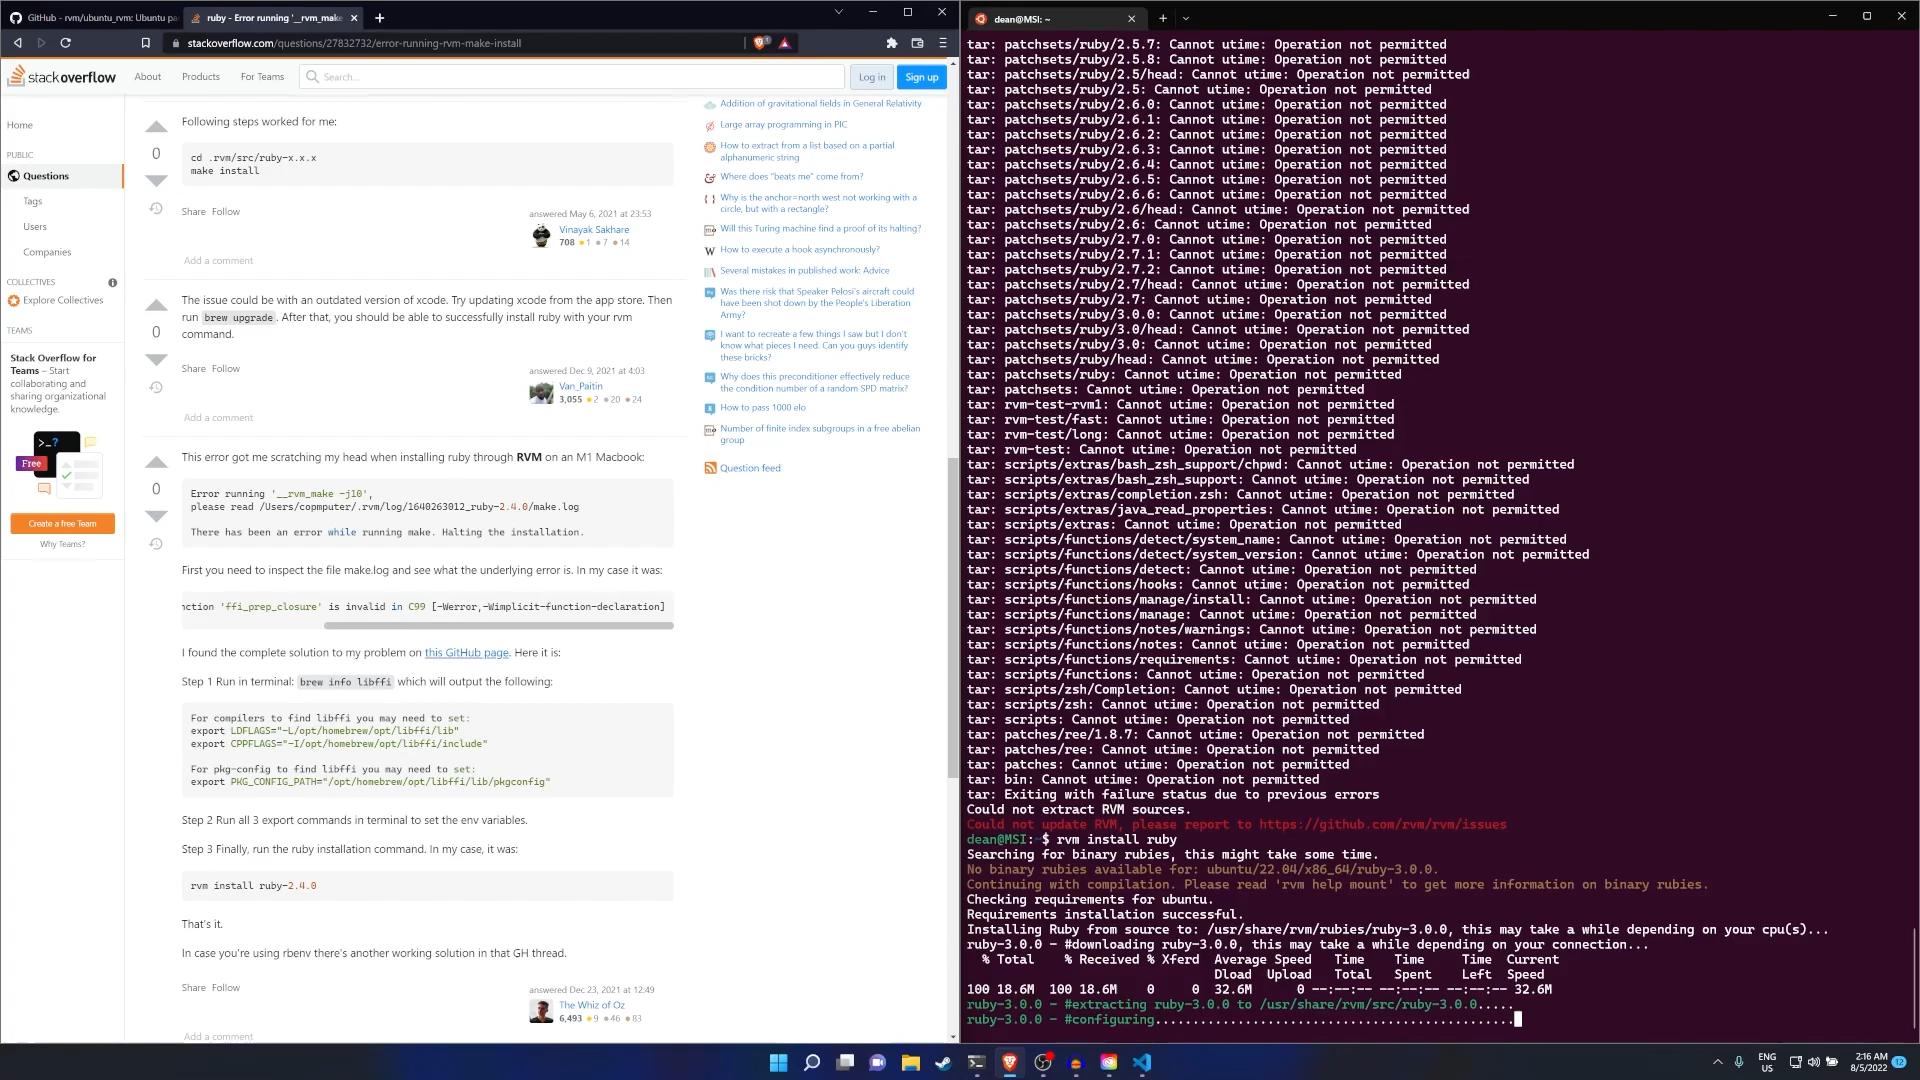 GitHub - rvm/ubuntu_rvm: Ubuntu pa
ruby - Error running '__rvm_make
stackoverflow.com/questions/27832732/error-running-rvm-make-install
stackoverflow
About
Products
For Teams
Search...
Log in
Sign up
Home
PUBLIC
Questions
Tags
Users
Companies
COLLECTIVES
Explore Collectives
TEAMS
Stack Overflow for
Teams – Start
collaborating and
sharing organizational
knowledge.
>_?
Free
Create a free Team
Why Teams?
Following steps worked for me:
0
cd .rvm/src/ruby-x.x.x
make install
Share Follow
answered May 6, 2021 at 23:53
Vinayak Sakhare
708 1 7 14
Add a comment
The issue could be with an outdated version of xcode. Try updating xcode from the app store. Then
run brew upgrade. After that, you should be able to successfully install ruby with your rvm
command.
0
Share Follow
answered Dec 9, 2021 at 4:03
Van_Paitin
3,055 2 20 24
Add a comment
This error got me scratching my head when installing ruby through RVM on an M1 Macbook:
0
Error running '__rvm_make -j10',
please read /Users/copmputer/.rvm/log/1640263012_ruby-2.4.0/make.log
There has been an error while running make. Halting the installation.
First you need to inspect the file make.log and see what the underlying error is. In my case it was:
nction 'ffi_prep_closure' is invalid in C99 [-Werror,-Wimplicit-function-declaration]
I found the complete solution to my problem on this GitHub page. Here it is:
Step 1 Run in terminal: brew info libffi which will output the following:
For compilers to find libffi you may need to set:
export LDFLAGS="-L/opt/homebrew/opt/libffi/lib"
export CPPFLAGS="-I/opt/homebrew/opt/libffi/include"
For pkg-config to find libffi you may need to set:
export PKG_CONFIG_PATH="/opt/homebrew/opt/libffi/lib/pkgconfig"
Step 2 Run all 3 export commands in terminal to set the env variables.
Step 3 Finally, run the ruby installation command. In my case, it was:
rvm install ruby-2.4.0
That's it.
In case you're using rbenv there's another working solution in that GH thread.
Share Follow
answered Dec 23, 2021 at 12:49
The Whiz of Oz
6,493 9 46 83
Add a comment
Addition of gravitational fields in General Relativity
Large array programming in PIC
How to extract from a list based on a partial
alphanumeric string
Where does "beats me" come from?
Why is the anchor=north west not working with a
circle, but with a rectangle?
Will this Turing machine find a proof of its halting?
How to execute a hook asynchronously?
Several mistakes in published work: Advice
Was there risk that Speaker Pelosi's aircraft could
have been shot down by the People's Liberation
Army?
I want to recreate a few things I saw but I don't
know what pieces I need. Can you guys identify
these bricks?
Why does this preconditioner effectively reduce
the condition number of a random SPD matrix?
How to pass 1000 elo
Number of finite index subgroups in a free abelian
group
Question feed
dean@MSI: ~
tar: patchsets/ruby/2.5.7: Cannot utime: Operation not permitted
tar: patchsets/ruby/2.5.8: Cannot utime: Operation not permitted
tar: patchsets/ruby/2.5/head: Cannot utime: Operation not permitted
tar: patchsets/ruby/2.5: Cannot utime: Operation not permitted
tar: patchsets/ruby/2.6.0: Cannot utime: Operation not permitted
tar: patchsets/ruby/2.6.1: Cannot utime: Operation not permitted
tar: patchsets/ruby/2.6.2: Cannot utime: Operation not permitted
tar: patchsets/ruby/2.6.3: Cannot utime: Operation not permitted
tar: patchsets/ruby/2.6.4: Cannot utime: Operation not permitted
tar: patchsets/ruby/2.6.5: Cannot utime: Operation not permitted
tar: patchsets/ruby/2.6.6: Cannot utime: Operation not permitted
tar: patchsets/ruby/2.6/head: Cannot utime: Operation not permitted
tar: patchsets/ruby/2.6: Cannot utime: Operation not permitted
tar: patchsets/ruby/2.7.0: Cannot utime: Operation not permitted
tar: patchsets/ruby/2.7.1: Cannot utime: Operation not permitted
tar: patchsets/ruby/2.7.2: Cannot utime: Operation not permitted
tar: patchsets/ruby/2.7/head: Cannot utime: Operation not permitted
tar: patchsets/ruby/2.7: Cannot utime: Operation not permitted
tar: patchsets/ruby/3.0.0: Cannot utime: Operation not permitted
tar: patchsets/ruby/3.0/head: Cannot utime: Operation not permitted
tar: patchsets/ruby/3.0: Cannot utime: Operation not permitted
tar: patchsets/ruby/head: Cannot utime: Operation not permitted
tar: patchsets/ruby: Cannot utime: Operation not permitted
tar: patchsets: Cannot utime: Operation not permitted
tar: rvm-test-rvm1: Cannot utime: Operation not permitted
tar: rvm-test/fast: Cannot utime: Operation not permitted
tar: rvm-test/long: Cannot utime: Operation not permitted
tar: rvm-test: Cannot utime: Operation not permitted
tar: scripts/extras/bash_zsh_support/chpwd: Cannot utime: Operation not permitted
tar: scripts/extras/bash_zsh_support: Cannot utime: Operation not permitted
tar: scripts/extras/completion.zsh: Cannot utime: Operation not permitted
tar: scripts/extras/java_read_properties: Cannot utime: Operation not permitted
tar: scripts/extras: Cannot utime: Operation not permitted
tar: scripts/functions/detect/system_name: Cannot utime: Operation not permitted
tar: scripts/functions/detect/system_version: Cannot utime: Operation not permitted
tar: scripts/functions/detect: Cannot utime: Operation not permitted
tar: scripts/functions/hooks: Cannot utime: Operation not permitted
tar: scripts/functions/manage/install: Cannot utime: Operation not permitted
tar: scripts/functions/manage: Cannot utime: Operation not permitted
tar: scripts/functions/notes/warnings: Cannot utime: Operation not permitted
tar: scripts/functions/notes: Cannot utime: Operation not permitted
tar: scripts/functions/requirements: Cannot utime: Operation not permitted
tar: scripts/functions: Cannot utime: Operation not permitted
tar: scripts/zsh/Completion: Cannot utime: Operation not permitted
tar: scripts/zsh: Cannot utime: Operation not permitted
tar: scripts: Cannot utime: Operation not permitted
tar: patches/ree/1.8.7: Cannot utime: Operation not permitted
tar: patches/ree: Cannot utime: Operation not permitted
tar: patches: Cannot utime: Operation not permitted
tar: bin: Cannot utime: Operation not permitted
tar: Exiting with failure status due to previous errors
Could not extract RVM sources.
Could not update RVM, please report to https://github.com/rvm/rvm/issues
dean@MSI:~$ rvm install ruby
Searching for binary rubies, this might take some time.
No binary rubies available for: ubuntu/22.04/x86_64/ruby-3.0.0.
Continuing with compilation. Please read 'rvm help mount' to get more information on binary rubies.
Checking requirements for ubuntu.
Requirements installation successful.
Installing Ruby from source to: /usr/share/rvm/rubies/ruby-3.0.0, this may take a while depending on your cpu(s)...
ruby-3.0.0 - #downloading ruby-3.0.0, this may take a while depending on your connection...
% Total % Received % Xferd Average Speed Time Time Time Current
Dload Upload Total Spent Left Speed
100 18.6M 100 18.6M 0 0 32.6M 0 --:--:-- --:--:-- --:--:-- 32.6M
ruby-3.0.0 - #extracting ruby-3.0.0 to /usr/share/rvm/src/ruby-3.0.0.....
ruby-3.0.0 - #configuring................................................
ENG
US
2:16 AM
8/5/2022
12